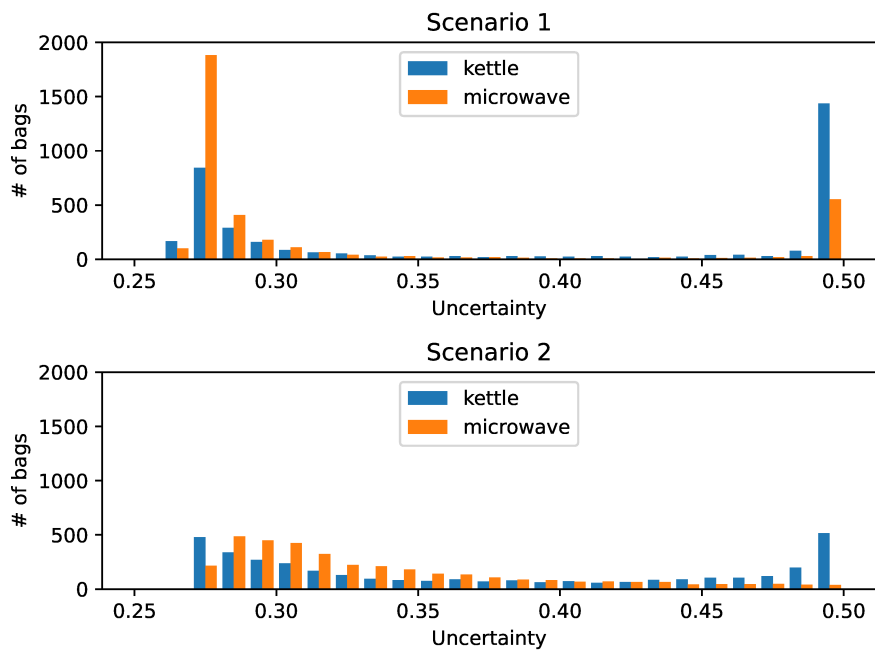 Scenario 1
2000
1500
1000
500
0
# of bags
kettle
microwave
0.25 0.30 0.35 0.40 0.45 0.50
Uncertainty
Scenario 2
2000
1500
1000
500
0
# of bags
kettle
microwave
0.25 0.30 0.35 0.40 0.45 0.50
Uncertainty